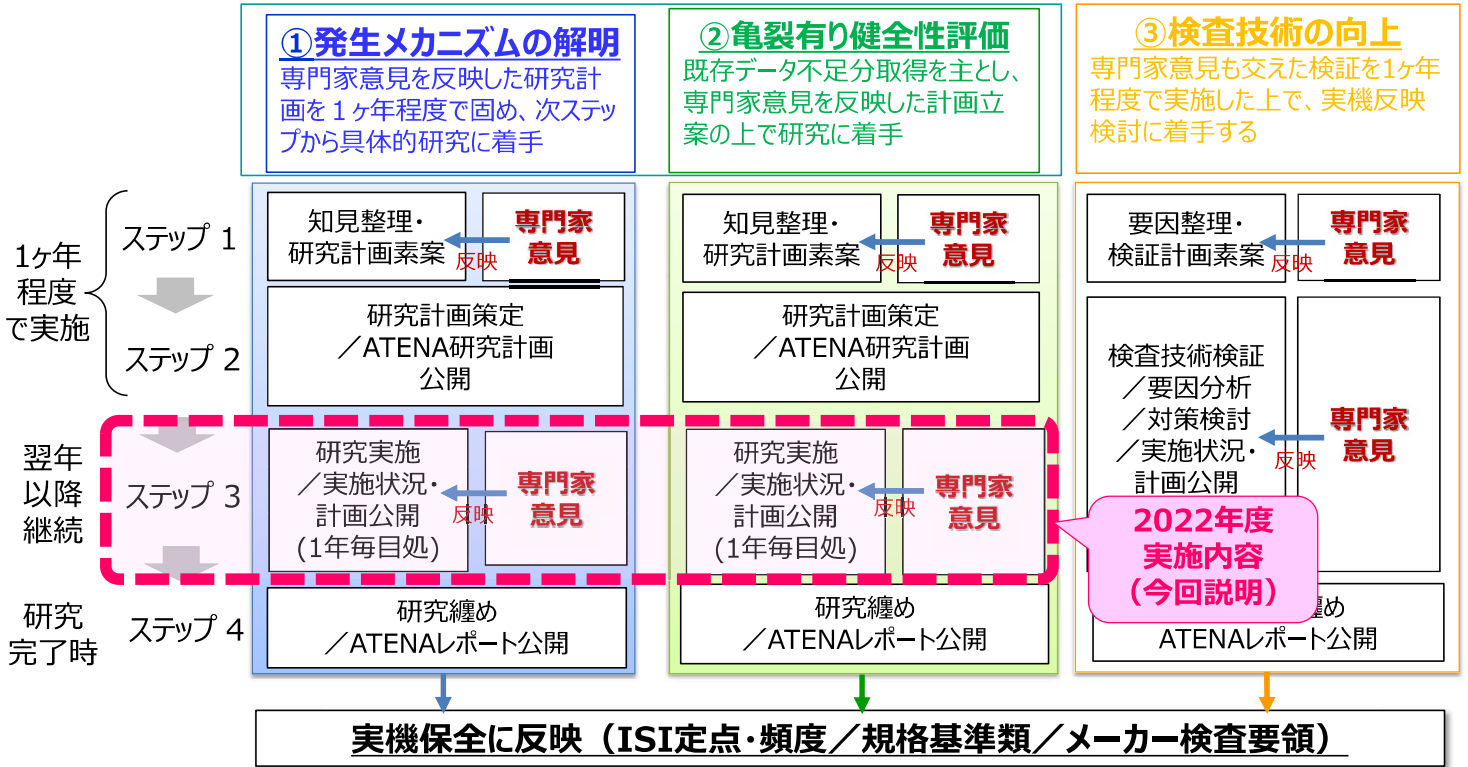 ①発生メカニズムの解明
専門家意見を反映した研究計
画を１ヶ年程度で固め、次ステッ
プから具体的研究に着手
②亀裂有り健全性評価
既存データ不足分取得を主とし、
専門家意見を反映した計画立
案の上で研究に着手
③検査技術の向上
専門家意見も交えた検証を1ヶ年
程度で実施した上で、実機反映
検討に着手する
1ヶ年
程度
で実施
ステップ 1
ステップ 2
翌年
以降
継続
ステップ 3
研究
完了時
ステップ 4
知見整理・
研究計画素案
反映
専門家
意見
研究計画策定
／ATENA研究計画
公開
研究実施
／実施状況・
計画公開
(1年毎目処)
反映
専門家
意見
研究纏め
／ATENAレポート公開
知見整理・
研究計画素案
反映
専門家
意見
研究計画策定
／ATENA研究計画
公開
研究実施
／実施状況・
計画公開
(1年毎目処)
反映
専門家
意見
研究纏め
／ATENAレポート公開
要因整理・
検証計画素案
反映
専門家
意見
検査技術検証
／要因分析
／対策検討
／実施状況・
計画公開
反映
専門家
意見
2022年度
実施内容
（今回説明）
纏め
ATENAレポート公開
実機保全に反映（ISI定点・頻度／規格基準類／メーカー検査要領）